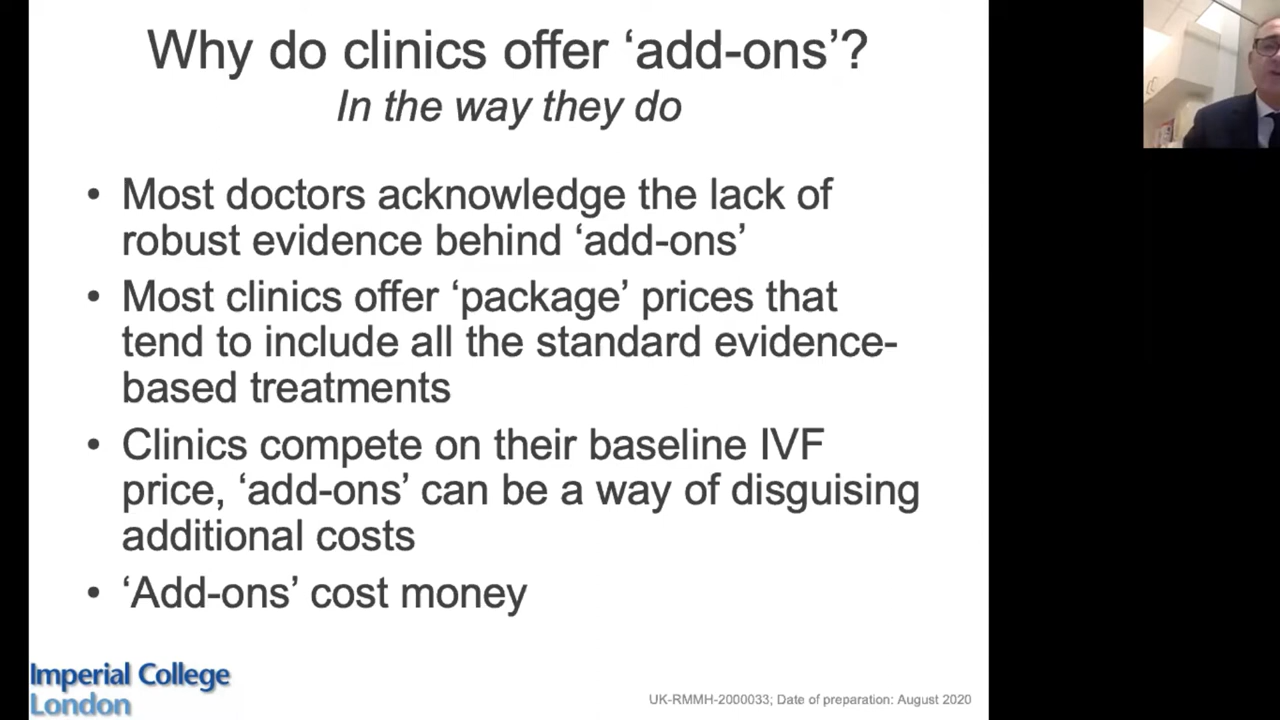 Why do clinics offer ‘add-ons’?
In the way they do
• Most doctors acknowledge the lack of
robust evidence behind ‘add-ons’
• Most clinics offer ‘package’ prices that
tend to include all the standard evidence-
based treatments
• Clinics compete on their baseline IVF
price, ‘add-ons’ can be a way of disguising
additional costs
• ‘Add-ons’ cost money
Imperial College
London
UK-RMMH-2000033; Date of preparation: August 2020